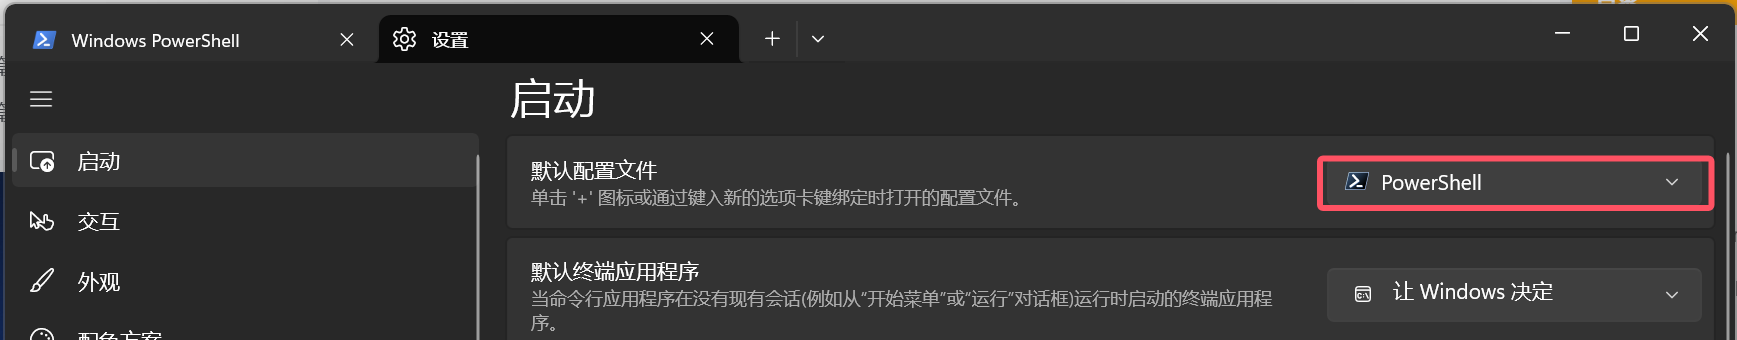 Windows PowerShell
设置
启动
启动
默认配置文件
单击 '+' 图标或通过键入新的选项卡键绑定时打开的配置文件。
PowerShell
交互
默认终端应用程序
当命令行应用程序在没有现有会话(例如从“开始菜单”或“运行”对话框)运行时启动的终端应用程
序。
让 Windows 决定
外观
配色方案